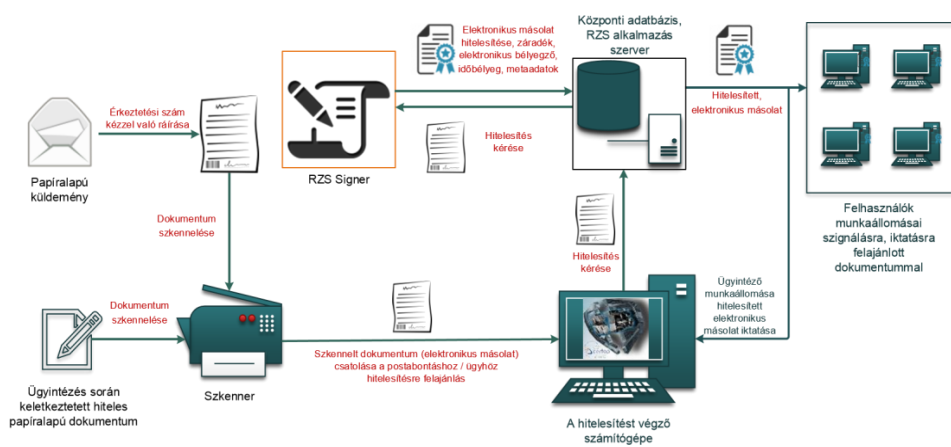 Elektronikus másolat
hitelesítése, záradék,
elektronikus bélyegző,
időbélyeg, metaadatok
Központi adatbázis,
RZS alkalmazás
szerver
Érkeztetési szám
kézzel való ráírása
Hitelesítés
kérése
Hitelesített,
elektronikus másolat
Papíralapú
küldemény
RZS Signer
Felhasználók
munkaállomásai
szignálásra, iktatásra
felajánlott
dokumentummal
Dokumentum
szkennelése
Hitelesítés
kérése
Dokumentum
szkennelése
Ügyintéző
munkaállomása
hitelesített
elektronikus
másolat iktatása
Szkennelt dokumentum (elektronikus másolat)
csatolása a postabontáshoz / ügyhöz
hitelesítésre felajánlás
Ügyintézés során
keletkeztetett hiteles
papíralapú dokumentum
Szkenner
A hitelesítést végző
számítógépe